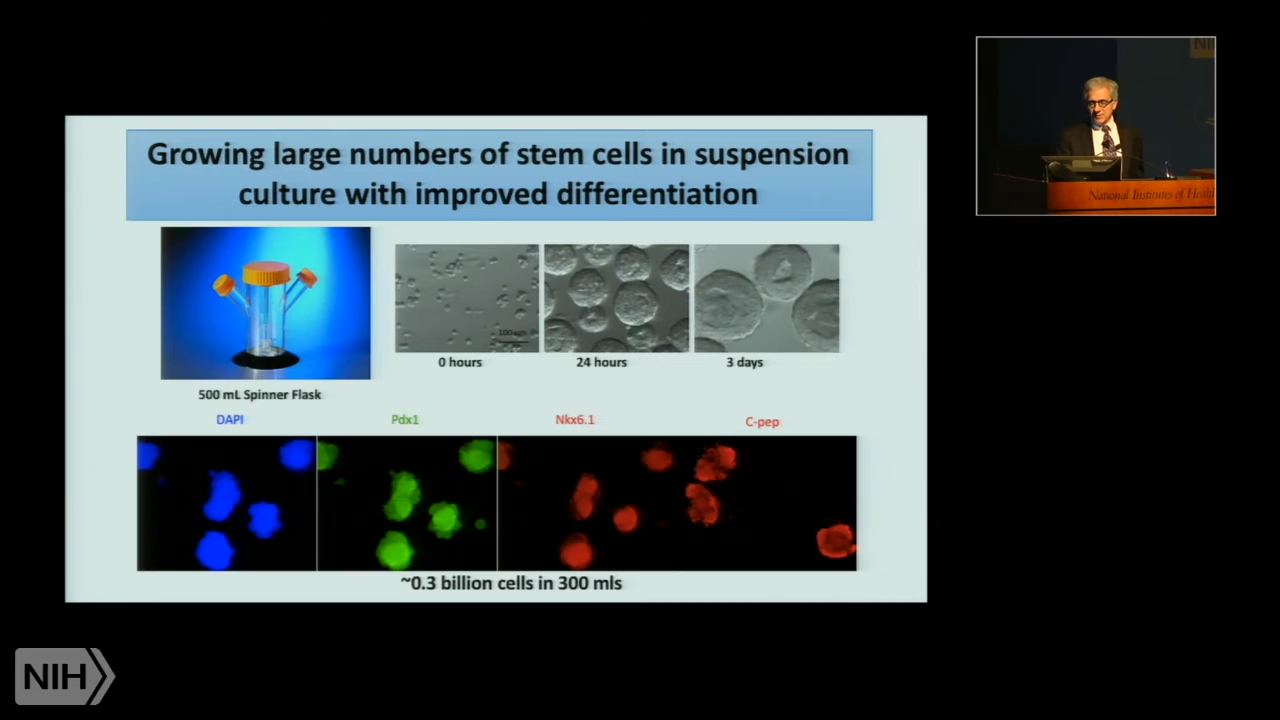 Growing large numbers of stem cells in suspension
culture with improved differentiation
0 hours
24 hours
3 days
500 mL Spinner Flask
DAPI
Pdx1
Nkx6.1
C-pep
~0.3 billion cells in 300 mls
National Institutes of Health
NIH